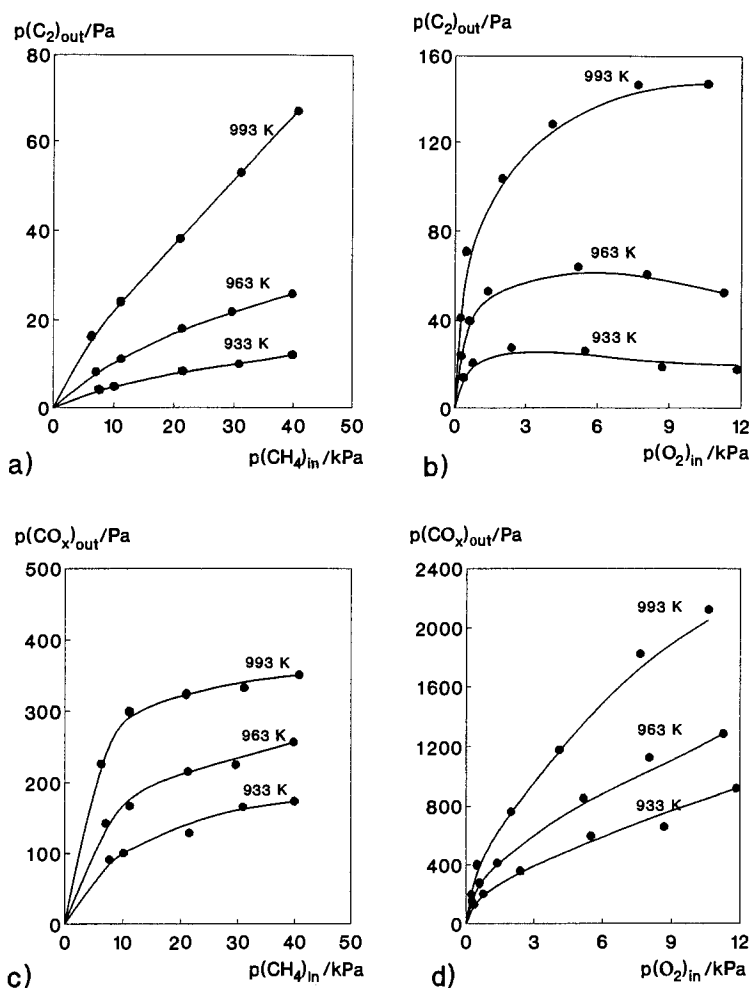 p(C₂)out/Pa
80
60
40
20
0
993 K
963 K
933 K
0 10 20 30 40 50
p(CH₄)in/kPa
a)
p(C₂)out/Pa
160
120
80
40
0
993 K
963 K
933 K
0 3 6 9 12
p(O₂)in/kPa
b)
p(COₓ)out/Pa
500
400
300
200
100
0
993 K
963 K
933 K
0 10 20 30 40 50
p(CH₄)in/kPa
c)
p(COₓ)out/Pa
2400
2000
1600
1200
800
400
0
993 K
963 K
933 K
0 3 6 9 12
p(O₂)in/kPa
d)